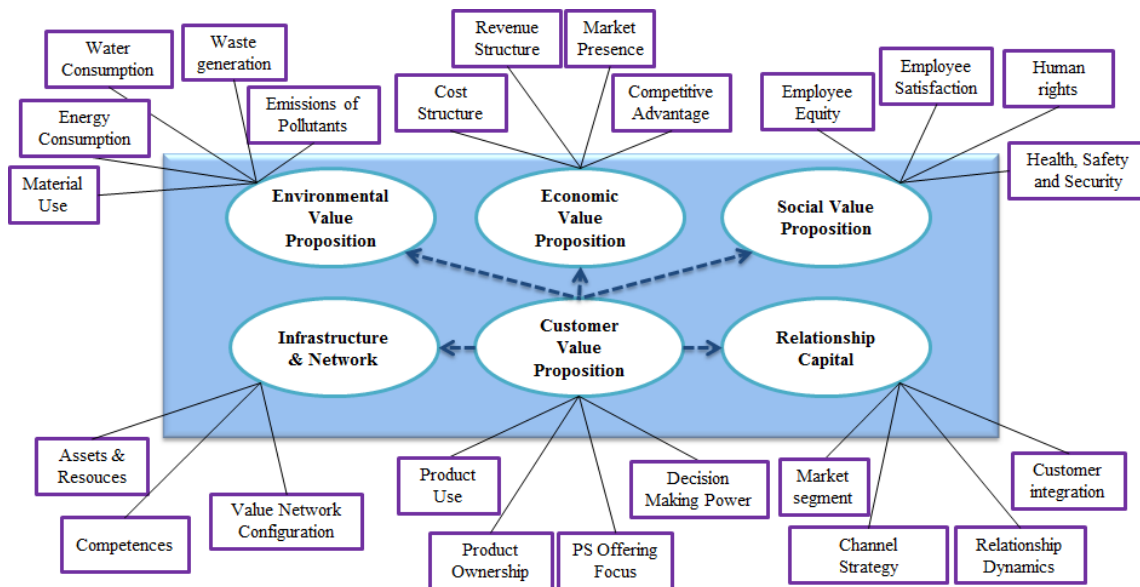 Water
Consumption
Waste
generation
Revenue
Structure
Market
Presence
Employee
Satisfaction
Human
rights
Energy
Consumption
Emissions of
Pollutants
Cost
Structure
Competitive
Advantage
Employee
Equity
Material
Use
Health, Safety
and Security
Environmental
Value
Proposition
Economic
Value
Proposition
Social Value
Proposition
Infrastructure
& Network
Customer
Value
Proposition
Relationship
Capital
Assets &
Resouces
Product
Use
Decision
Making Power
Market
segment
Customer
integration
Competences
Value Network
Configuration
Product
Ownership
PS Offering
Focus
Channel
Strategy
Relationship
Dynamics